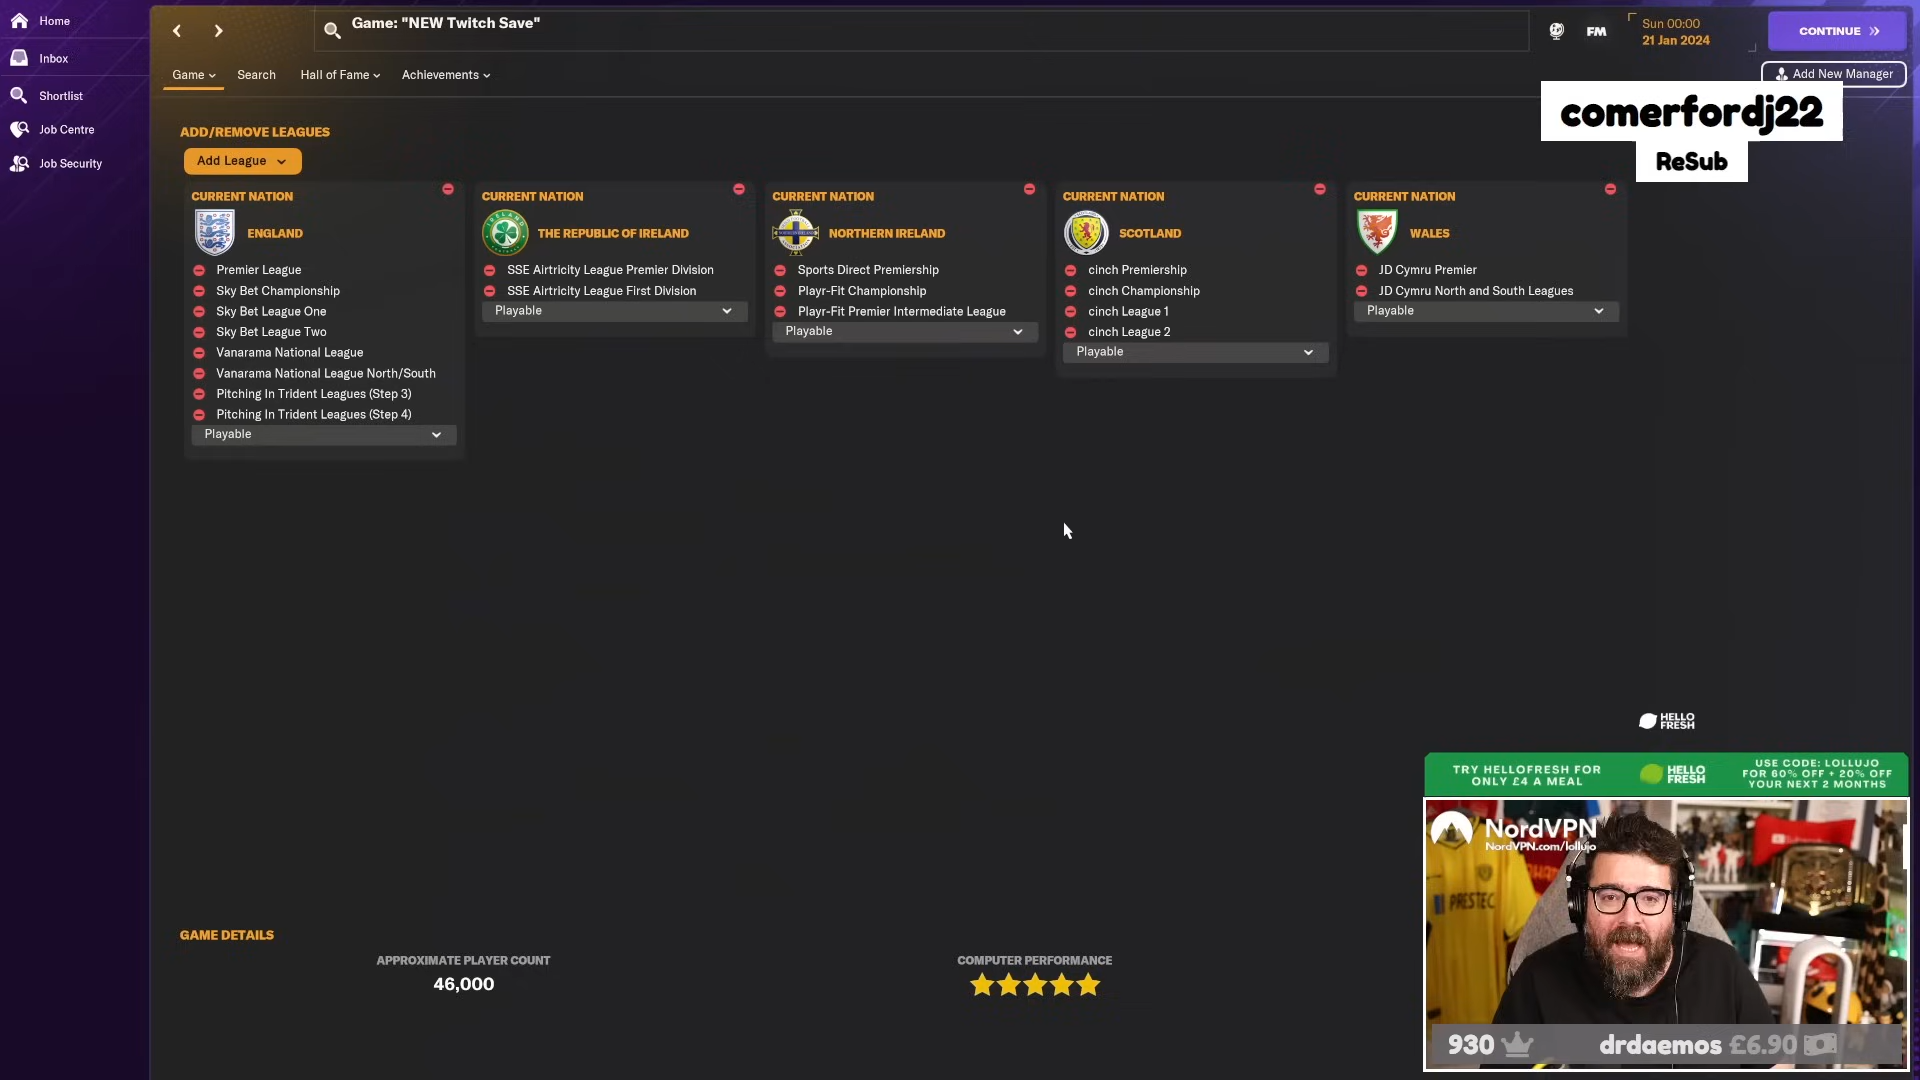 Home
Inbox
Shortlist
Job Centre
Job Security
Game: "NEW Twitch Save"
FM
Sun 00:00
21 Jan 2024
CONTINUE
Game
Search
Hall of Fame
Achievements
Add New Manager
comerfordj22
ReSub
ADD/REMOVE LEAGUES
Add League
CURRENT NATION
ENGLAND
Premier League
Sky Bet Championship
Sky Bet League One
Sky Bet League Two
Vanarama National League
Vanarama National League North/South
Pitching In Trident Leagues (Step 3)
Pitching In Trident Leagues (Step 4)
Playable
CURRENT NATION
IRELAND
THE REPUBLIC OF IRELAND
SSE Airtricity League Premier Division
SSE Airtricity League First Division
Playable
CURRENT NATION
NORTHERN IRELAND
Sports Direct Premiership
Playr-Fit Championship
Playr-Fit Premier Intermediate League
Playable
CURRENT NATION
SCOTLAND
cinch Premiership
cinch Championship
cinch League 1
cinch League 2
Playable
CURRENT NATION
WALES
JD Cymru Premier
JD Cymru North and South Leagues
Playable
HELLO
FRESH
TRY HELLOFRESH FOR
ONLY £4 A MEAL
HELLO
FRESH
USE CODE: LOLLUJO
FOR 60% OFF + 20% OFF
YOUR NEXT 2 MONTHS
NordVPN
NordVPN.com/lollujo
PRESTEC
930
drdaemos £6.90
GAME DETAILS
APPROXIMATE PLAYER COUNT
46,000
COMPUTER PERFORMANCE